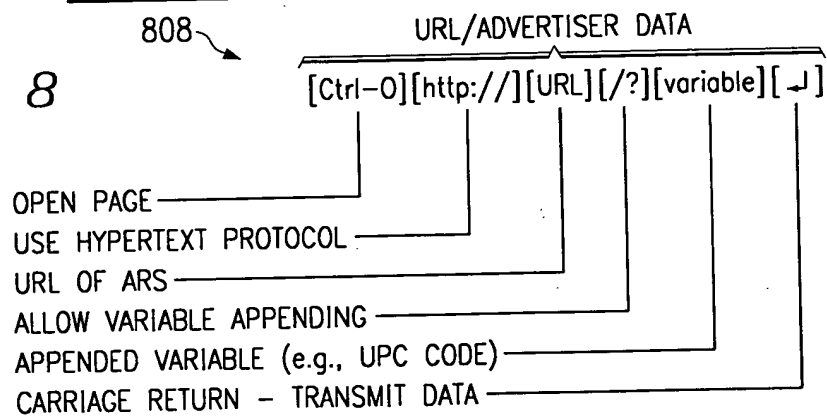 808
URL/ADVERTISER DATA
8
[Ctrl-O][http://][URL][/?][variable][↵]
OPEN PAGE
USE HYPERTEXT PROTOCOL
URL OF ARS
ALLOW VARIABLE APPENDING
APPENDED VARIABLE (e.g., UPC CODE)
CARRIAGE RETURN - TRANSMIT DATA